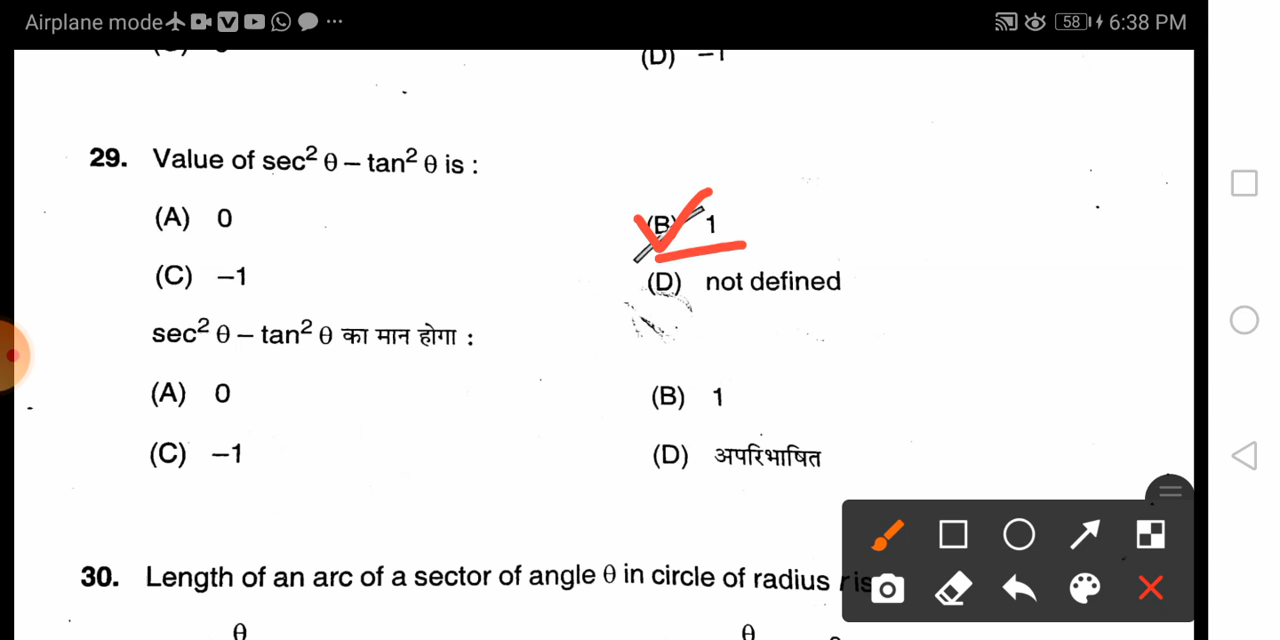 Airplane mode ... 58 6:38 PM
(D) −1
29. Value of sec² θ – tan² θ is :
(A) 0 (B) 1
(C) −1 (D) not defined
sec² θ – tan² θ का मान होगा :
(A) 0 (B) 1
(C) −1 (D) अपरिभाषित
30. Length of an arc of a sector of angle θ in circle of radius r is
θ θ